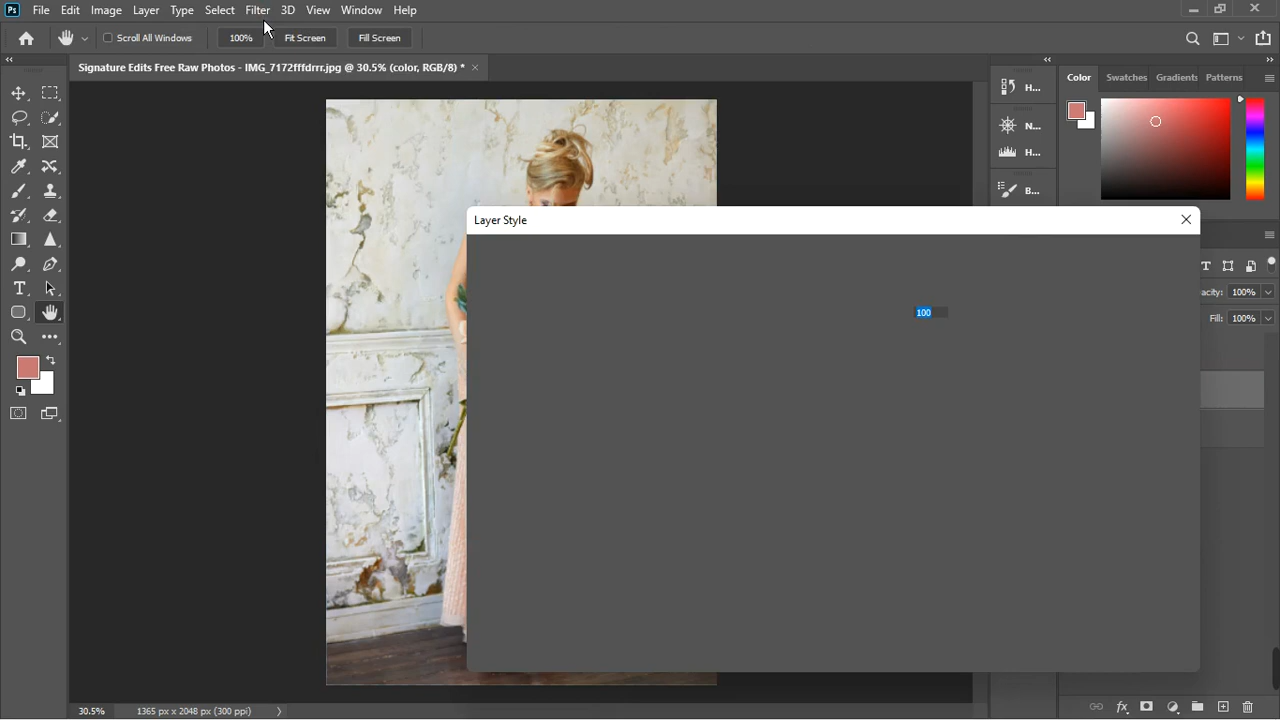 Ps File Edit Image Layer Type Select Filter 3D View Window Help
Scroll All Windows 100% Fit Screen Fill Screen
Signature Edits Free Raw Photos - IMG_7172fffdrrr.jpg @ 30.5% (color, RGB/8) * ×
Color Swatches Gradients Patterns
H...
N...
H...
B...
Layer Style
acity: 100%
100
Fill: 100%
30.5% 1365 px x 2048 px (300 ppi)